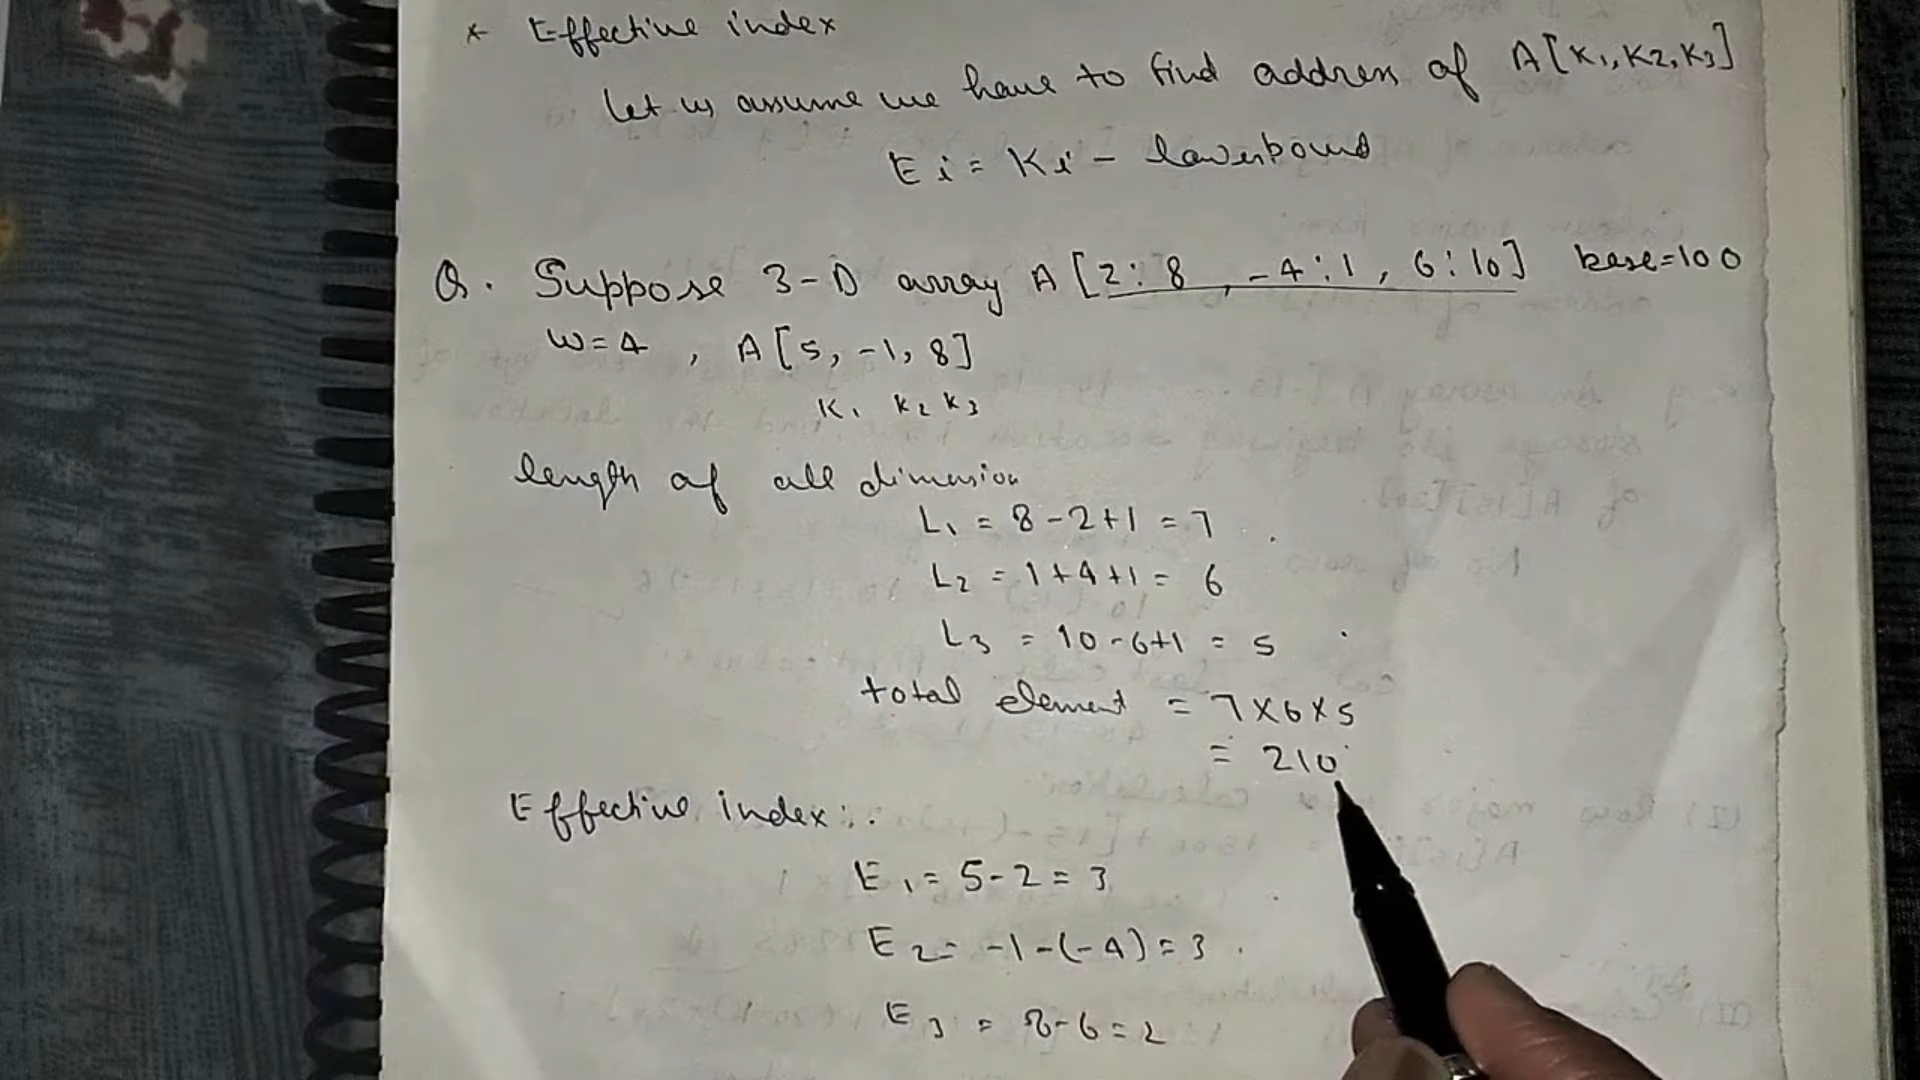 * Effective index
Let us assume we have to find address of A[K1, K2, K3]
Ei = Ki - lowerbound
Q. Suppose 3-D array A [2:8, -4:1, 6:10] base=100
W=4, A[5, -1, 8]
K1 K2 K3
length of all dimension
L1 = 8-2+1 = 7
L2 = 1+4+1 = 6
L3 = 10-6+1 = 5
total element = 7×6×5
= 210
Effective index:.
E1 = 5-2 = 3
E2 = -1-(-4) = 3
E3 = 8-6 = 2